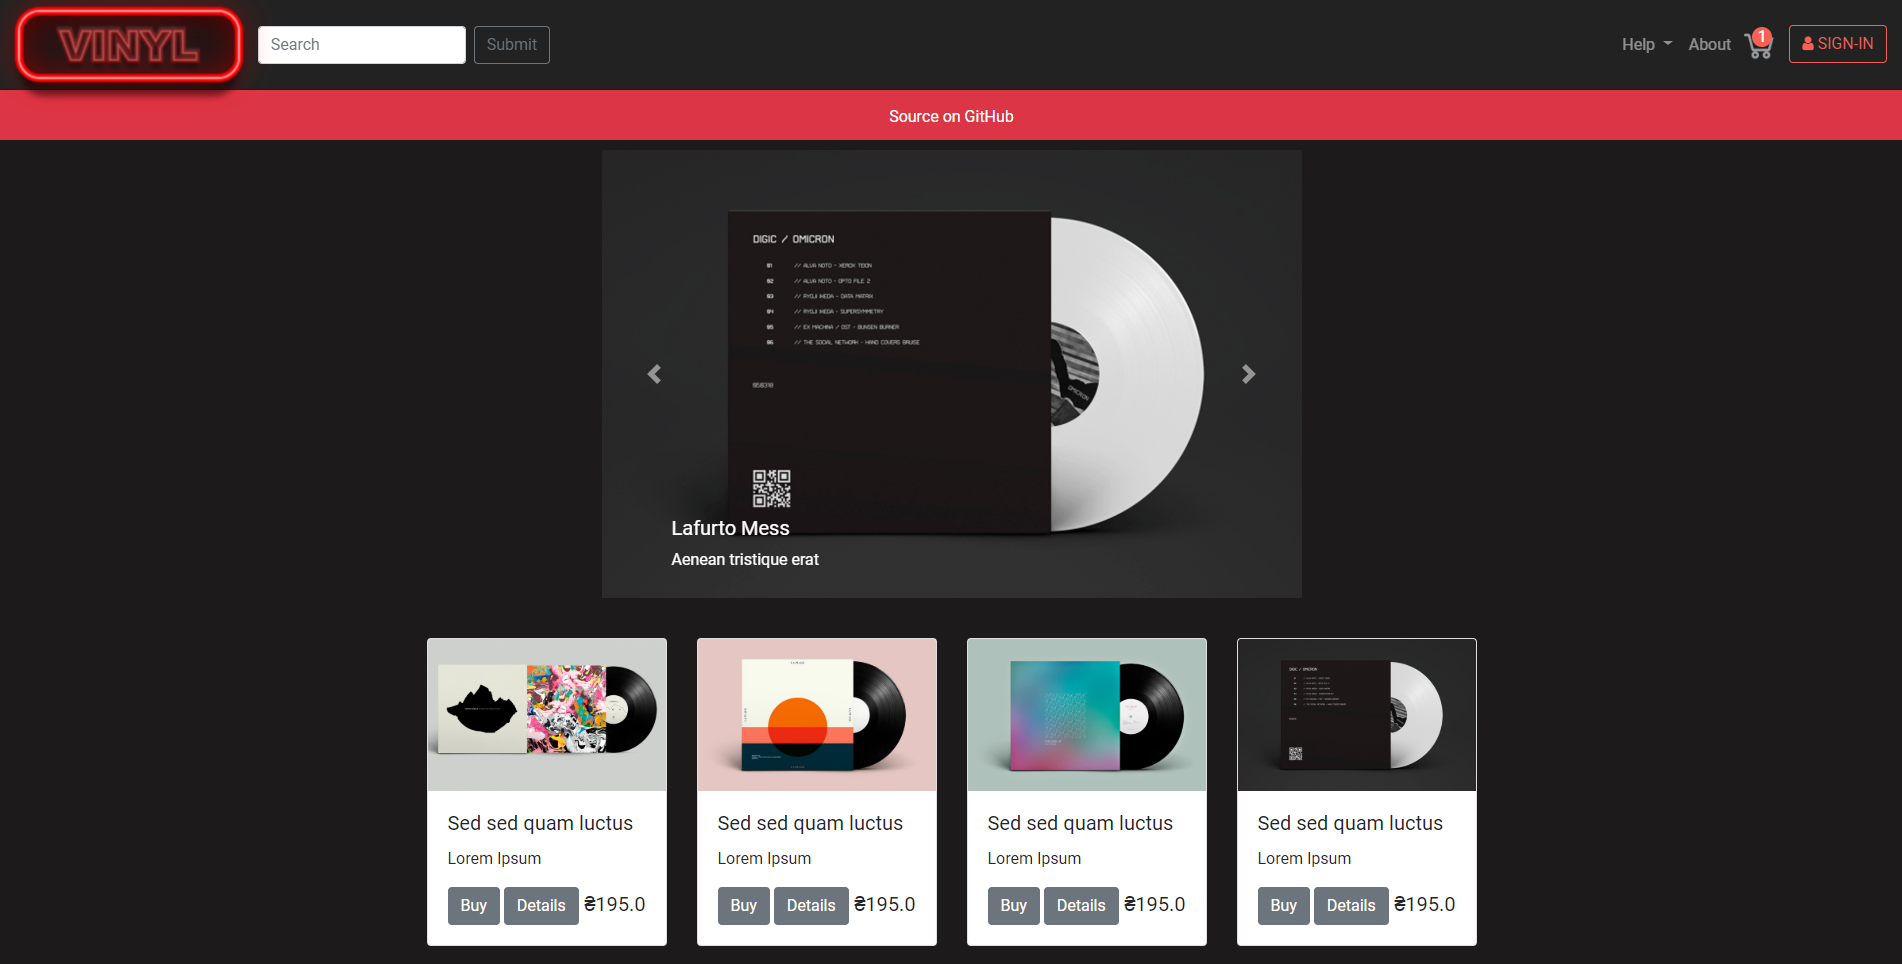 VINYL
Search
Submit
Help
About
1
SIGN-IN
Source on GitHub
DIGIC / OMICRON
01 // ALVA NOTO - XEROX TEION
02 // ALVA NOTO - OPTO FILE 2
03 // RYOJI IKEDA - DATA MATRIX
04 // RYOJI IKEDA - SUPERSYMMETRY
05 // EX MACHINA / OST - BUNSEN BURNER
06 // THE SOCIAL NETWORK - HAND COVERS BRUISE
OMICRON
Lafurto Mess
Aenean tristique erat
DIGIC / OMICRON
Sed sed quam luctus
Lorem Ipsum
Buy Details ₴195.0
Sed sed quam luctus
Lorem Ipsum
Buy Details ₴195.0
Sed sed quam luctus
Lorem Ipsum
Buy Details ₴195.0
Sed sed quam luctus
Lorem Ipsum
Buy Details ₴195.0